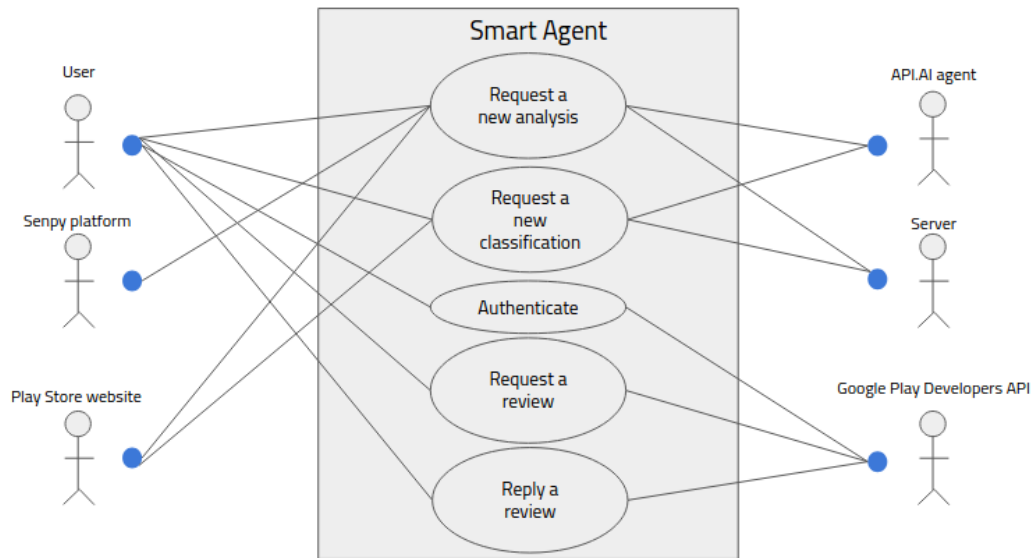 Smart Agent
User
Senpy platform
Play Store website
Request a
new analysis
Request a
new
classification
Authenticate
Request a
review
Reply a
review
API.AI agent
Server
Google Play Developers API